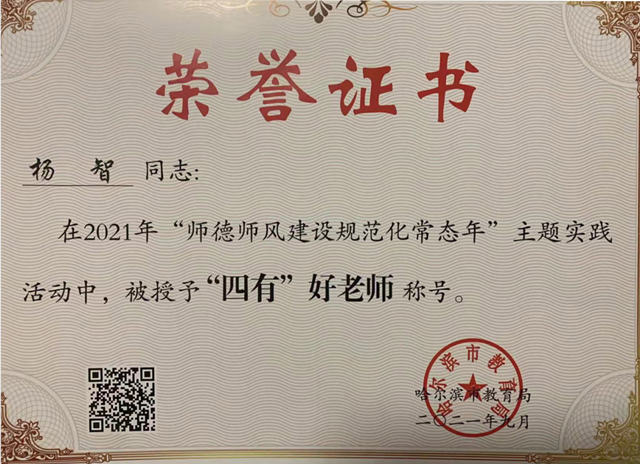 荣誉证书
杨 智 同志:
在2021年“师德师风建设规范化常态年”主题实践
活动中，被授予“四有”好老师 称号。
哈尔滨市教育局
哈尔滨市教育局
二〇二一年九月